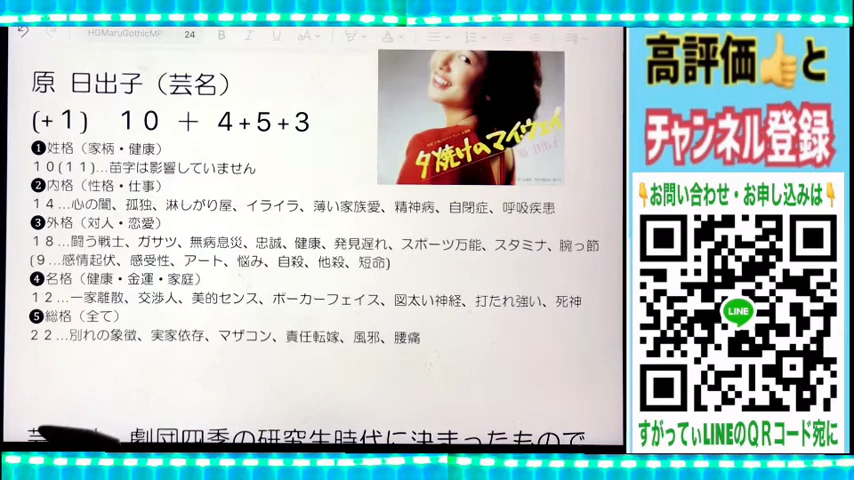 HGMaruGothicMP 24 B I U
原 日出子（芸名）
(+1) 10 ＋ 4+5+3
❶姓格（家柄・健康）
10(11)…苗字は影響していません
❷内格（性格・仕事）
14…心の闇、孤独、淋しがり屋、イライラ、薄い家族愛、精神病、自閉症、呼吸疾患
❸外格（対人・恋愛）
18…闘う戦士、ガサツ、無病息災、忠誠、健康、発見遅れ、スポーツ万能、スタミナ、腕っ節
(9…感情起伏、感受性、アート、悩み、自殺、他殺、短命)
❹名格（健康・金運・家庭）
12…一家離散、交渉人、美的センス、ポーカーフェイス、図太い神経、打たれ強い、死神
❺総格（全て）
22…別れの象徴、実家依存、マザコン、責任転嫁、風邪、腰痛
劇団四季の研究生時代に決まったもので
夕焼けのマイウェイ
原日出子
高評価👍と
チャンネル登録
👇お問い合わせ・お申し込みは👇
LINE
すがってぃLINEのQRコード宛に